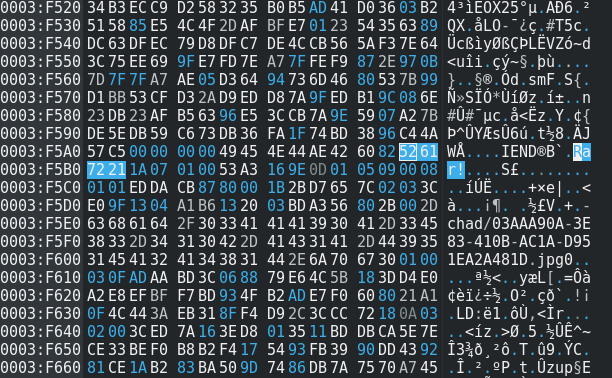 0003:F520 34 B3 EC C9 D2 58 32 35 B0 B5 AD 41 D0 36 03 B2 4³ìÉÒX25°µ.AÐ6.²
0003:F530 51 58 85 E5 4C 4F 2D AF BF E7 01 23 54 35 63 89 QX.åLO-¯¿ç.#T5c.
0003:F540 DC 63 DF EC 79 D8 DF C7 DE 4C CB 56 5A F3 7E 64 ÜcßìyØßÇÞLËVZó~d
0003:F550 3C 75 EE 69 9F E7 FD 7E A7 7F FE F9 87 2E 97 0B <uîi.çý~§.þù....
0003:F560 7D 7F 7F A7 AE 05 D3 64 94 73 6D 46 80 53 7B 99 }..§®.Ód.smF.S{.
0003:F570 D1 BB 53 CF D3 2A D9 ED D8 7A 9F ED B1 9C 08 6E Ñ»SÏÓ*ÙíØz.í±..n
0003:F580 23 DB 23 AF B5 63 96 E5 3C CB 7A 9E 59 07 A2 7B #Û#¯µc.å<Ëz.Y.¢{
0003:F590 DE 5E DB 59 C6 73 DB 36 FA 1F 74 BD 38 96 C4 4A Þ^ÛYÆsÛ6ú.t½8.ÄJ
0003:F5A0 57 C5 00 00 00 00 49 45 4E 44 AE 42 60 82 52 61 WÅ....IEND®B`.Ra
0003:F5B0 72 21 1A 07 01 00 53 A3 16 9E 0D 01 05 09 00 08 r!....S£........
0003:F5C0 01 01 ED DA CB 87 80 00 1B 2B D7 65 7C 02 03 3C ..íÚË....+×e|..<
0003:F5D0 E0 9F 13 04 A1 B6 13 20 03 BD A3 56 80 2B 00 2D à...¡¶. .½£V.+.-
0003:F5E0 63 68 61 64 2F 30 33 41 41 41 39 30 41 2D 33 45 chad/03AAA90A-3E
0003:F5F0 38 33 2D 34 31 30 42 2D 41 43 31 41 2D 44 39 35 83-410B-AC1A-D95
0003:F600 31 45 41 32 41 34 38 31 44 2E 6A 70 67 30 01 00 1EA2A481D.jpg0..
0003:F610 03 0F AD AA BD 3C 06 88 79 E6 4C 5B 18 3D D4 E0 ...ª½<..yæL[.=Ôà
0003:F620 A2 E8 EF BF F7 BD 93 4F B2 AD E7 F0 60 80 21 A1 ¢èï¿÷½.O².çð`.!¡
0003:F630 0F 4C 44 3A EB 31 8F F4 D9 2C 3C CC 72 18 0A 03 .LD:ë1.ôÙ,<Ìr...
0003:F640 02 00 3C ED 7A 16 3E D8 01 35 11 BD DB CA 5E 7E ..<íz.>Ø.5.½ÛÊ^~
0003:F650 CE 33 BE F0 B8 B2 F4 17 54 93 FB 39 90 DD 43 92 Î3¾ð¸²ô.T.û9.ÝC.
0003:F660 81 CE 1A B2 83 BA 50 9D 74 86 DB 7A 75 70 A7 45 .Î.².ºP.t.Ûzup§E